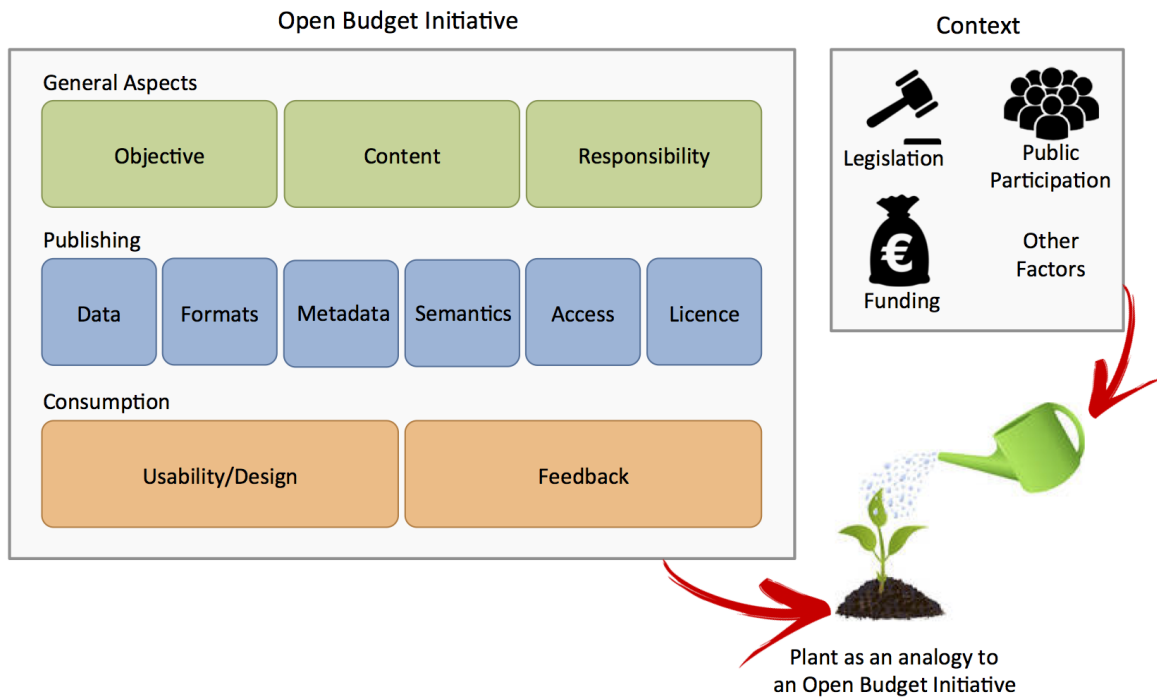 Open Budget Initiative
General Aspects
Objective
Content
Responsibility
Publishing
Data
Formats
Metadata
Semantics
Access
Licence
Consumption
Usability/Design
Feedback
Context
Legislation
Public
Participation
€
Funding
Other
Factors
Plant as an analogy to
an Open Budget Initiative